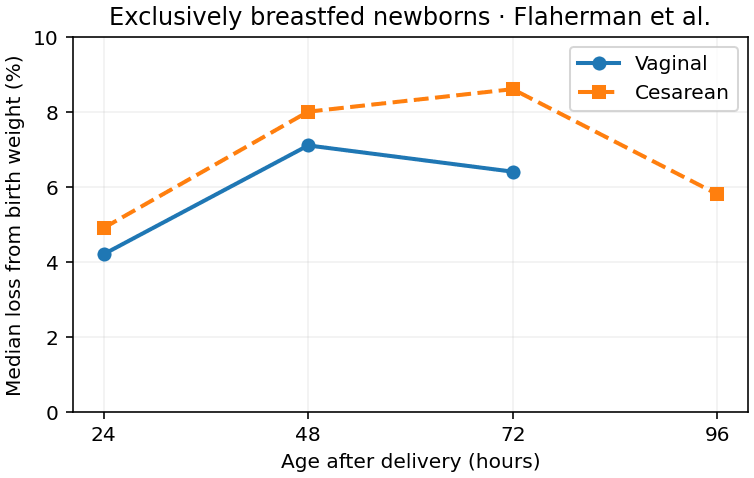 Exclusively breastfed newborns · Flaherman et al.
Median loss from birth weight (%)
10
8
6
4
2
0
Vaginal
Cesarean
24 48 72 96
Age after delivery (hours)